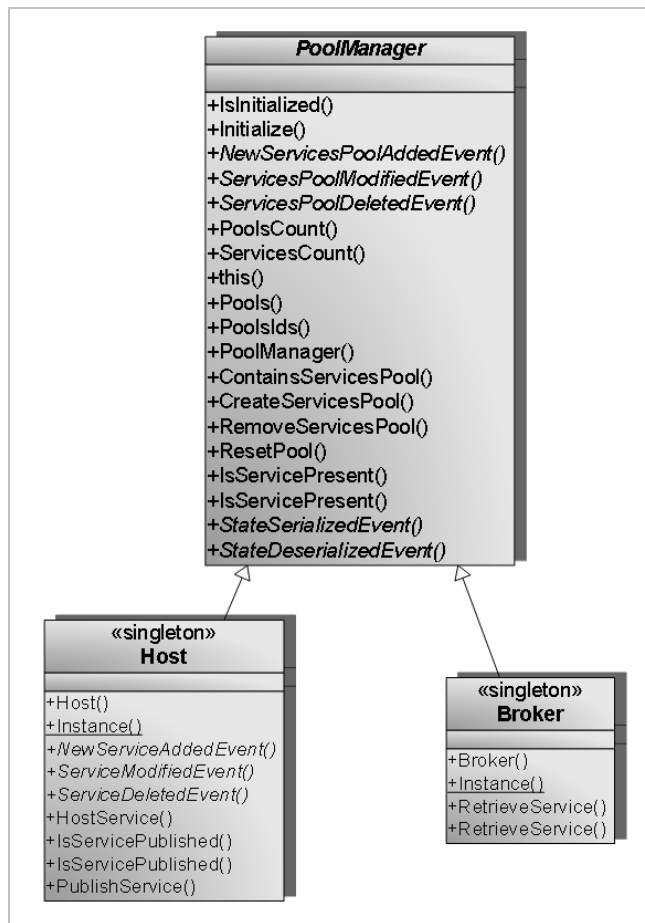 PoolManager
+IsInitialized()
+Initialize()
+NewServicesPoolAddedEvent()
+ServicesPoolModifiedEvent()
+ServicesPoolDeletedEvent()
+PoolsCount()
+ServicesCount()
+this()
+Pools()
+PoolsIds()
+PoolManager()
+ContainsServicesPool()
+CreateServicesPool()
+RemoveServicesPool()
+ResetPool()
+IsServicePresent()
+IsServicePresent()
+StateSerializedEvent()
+StateDeserializedEvent()
«singleton»
Host
+Host()
+Instance()
+NewServiceAddedEvent()
+ServiceModifiedEvent()
+ServiceDeletedEvent()
+HostService()
+IsServicePublished()
+IsServicePublished()
+PublishService()
«singleton»
Broker
+Broker()
+Instance()
+RetrieveService()
+RetrieveService()